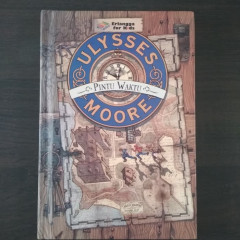 Erlangga
for Kids
ULYSSES
PINTU WAKTU
MOORE